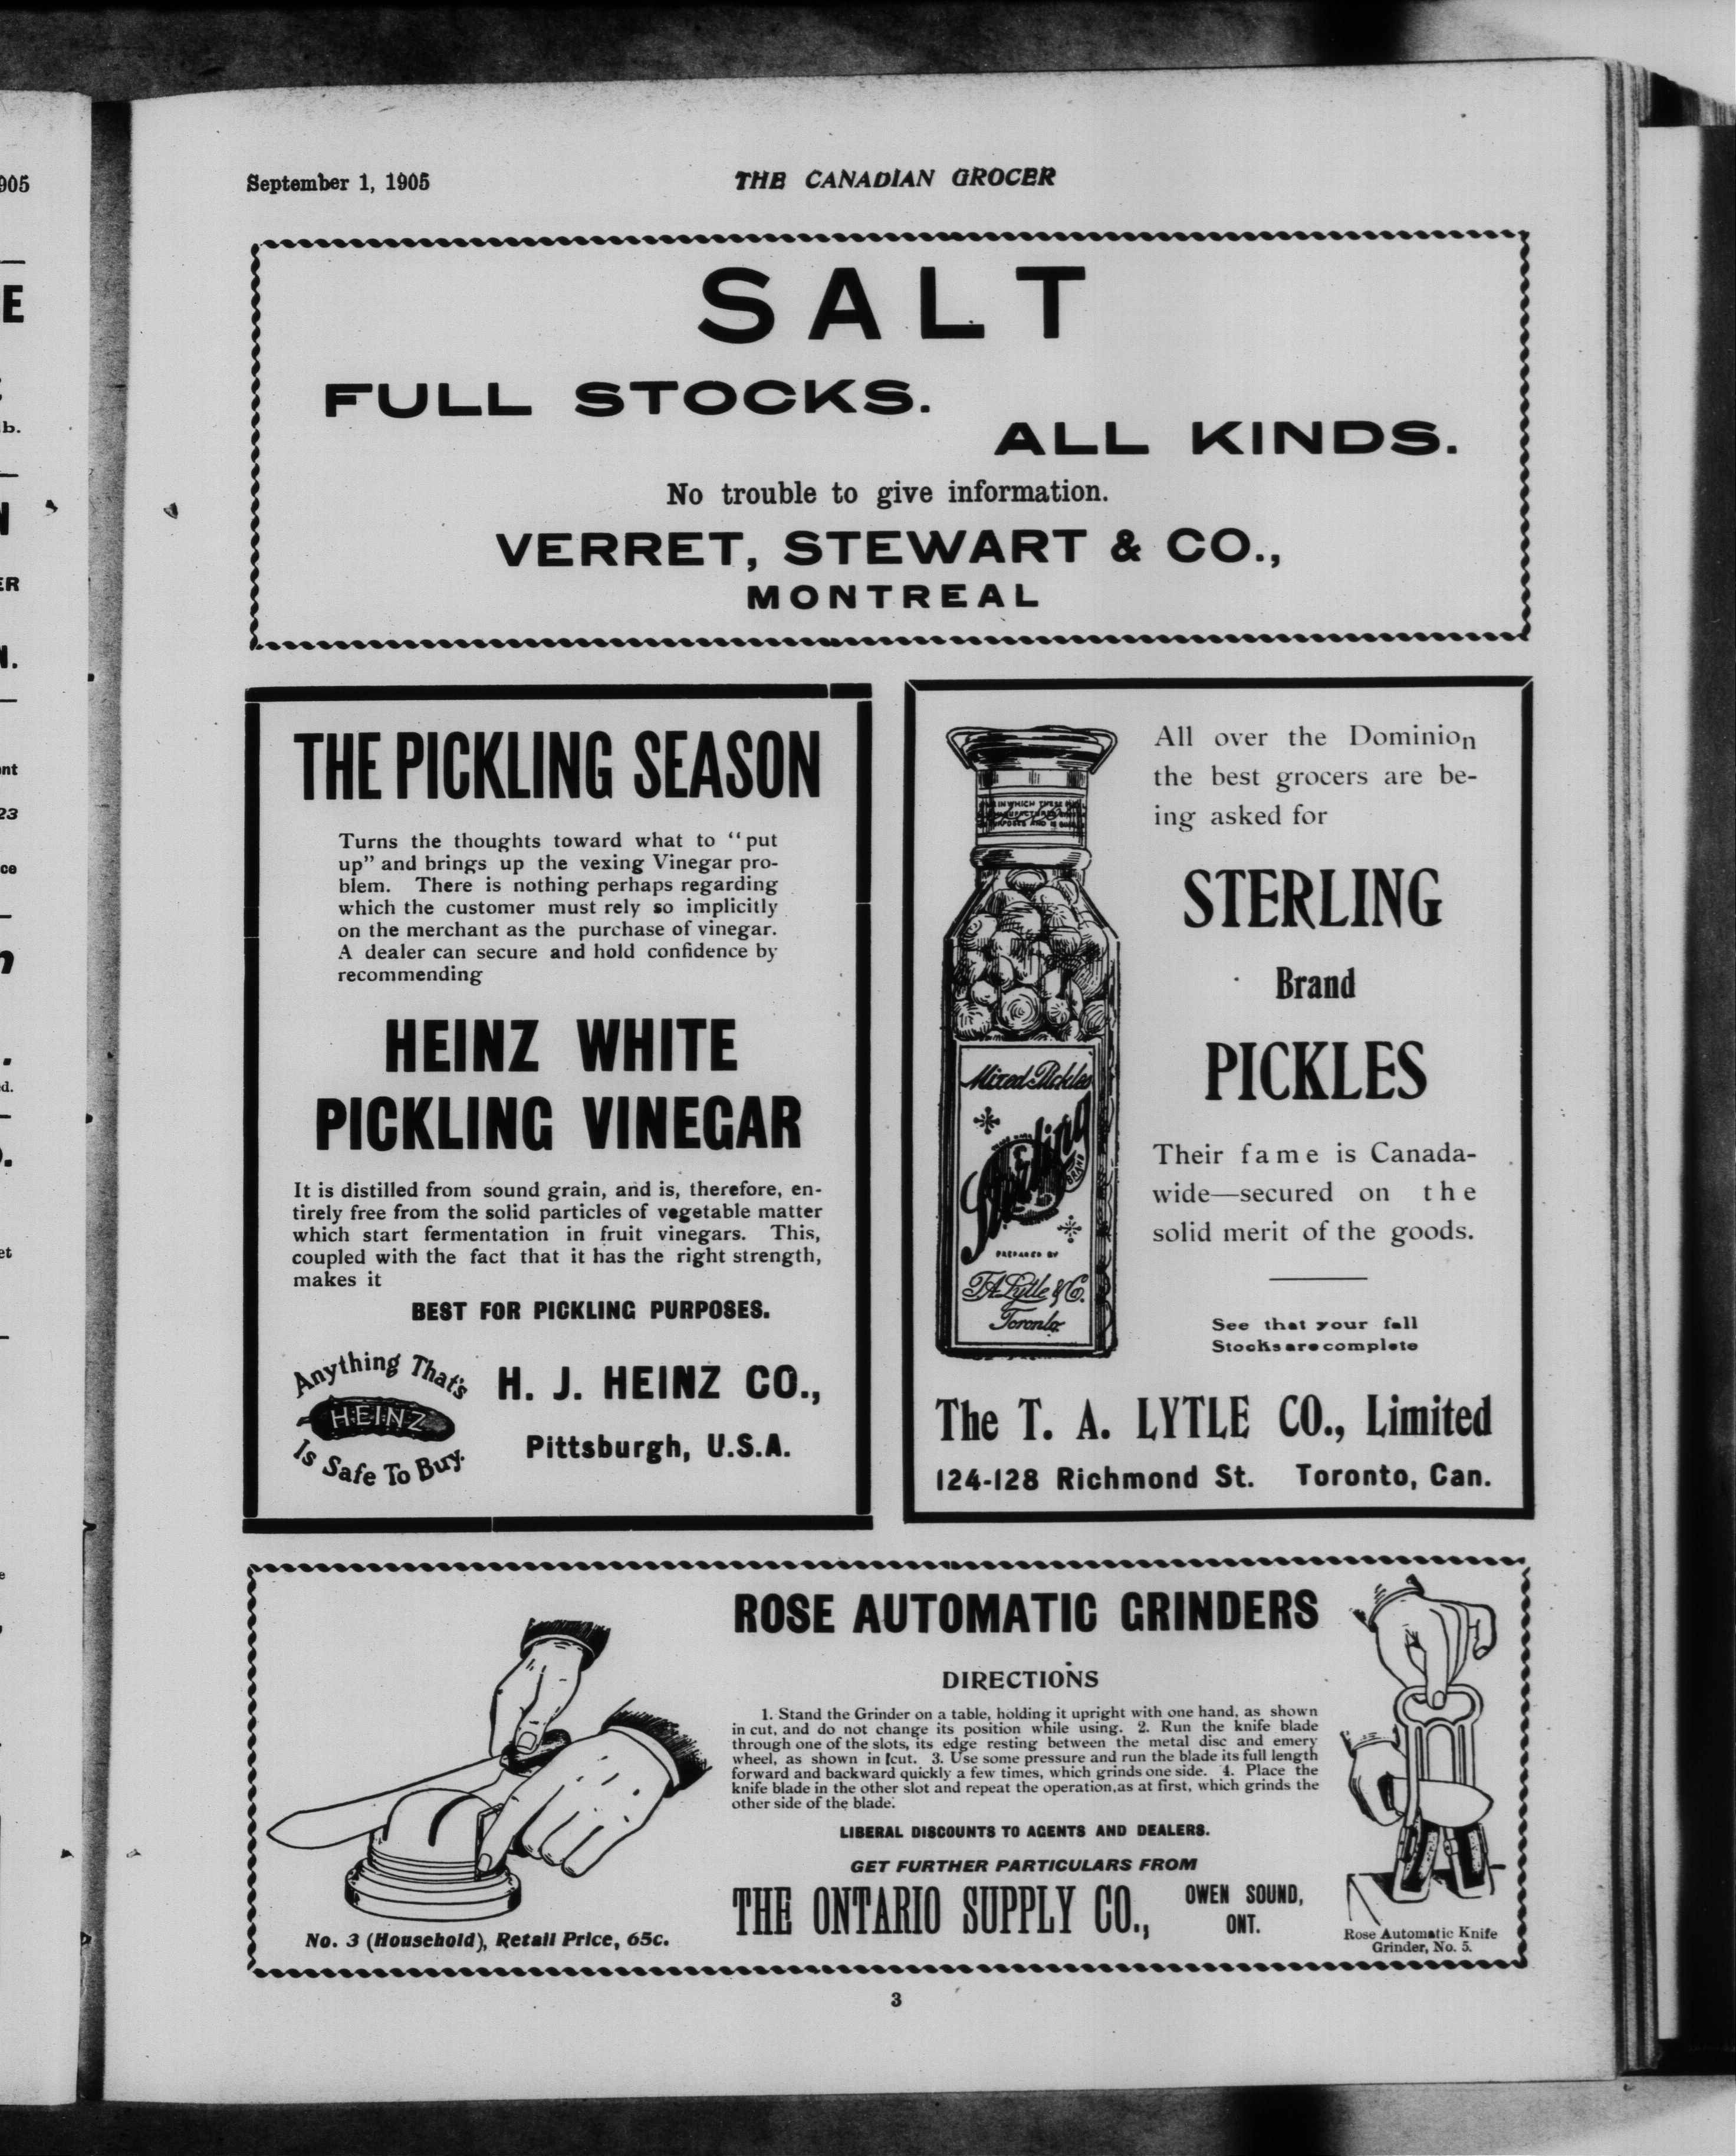 September 1, 1905
THE CANADIAN GROCER
SALT
FULL STOCKS.
ALL KINDS.
No trouble to give information.
VERRET, STEWART & CO.,
MONTREAL
THE PICKLING SEASON
Turns the thoughts toward what to "put
up" and brings up the vexing Vinegar pro-
blem. There is nothing perhaps regarding
which the customer must rely so implicitly
on the merchant as the purchase of vinegar.
A dealer can secure and hold confidence by
recommending
HEINZ WHITE
PICKLING VINEGAR
It is distilled from sound grain, and is, therefore, en-
tirely free from the solid particles of vegetable matter
which start fermentation in fruit vinegars. This,
coupled with the fact that it has the right strength,
makes it
BEST FOR PICKLING PURPOSES.
Anything That's
HEINZ
Is Safe To Buy.
H. J. HEINZ CO.,
Pittsburgh, U.S.A.
All over the Dominion
the best grocers are be-
ing asked for
STERLING
Brand
PICKLES
Their fame is Canada-
wide—secured on the
solid merit of the goods.
See that your fall
Stocks are complete
Mixed Pickles
Sterling
BRAND
PREPARED BY
T.A. Lytle & Co.
Toronto
The T. A. LYTLE CO., Limited
124-128 Richmond St. Toronto, Can.
ROSE AUTOMATIC GRINDERS
DIRECTIONS
1. Stand the Grinder on a table, holding it upright with one hand, as shown
in cut, and do not change its position while using. 2. Run the knife blade
through one of the slots, its edge resting between the metal disc and emery
wheel, as shown in cut. 3. Use some pressure and run the blade its full length
forward and backward quickly a few times, which grinds one side. 4. Place the
knife blade in the other slot and repeat the operation, as at first, which grinds the
other side of the blade.
LIBERAL DISCOUNTS TO AGENTS AND DEALERS.
GET FURTHER PARTICULARS FROM
THE ONTARIO SUPPLY CO.,
OWEN SOUND,
ONT.
No. 3 (Household), Retail Price, 65c.
Rose Automatic Knife
Grinder, No. 5.
3